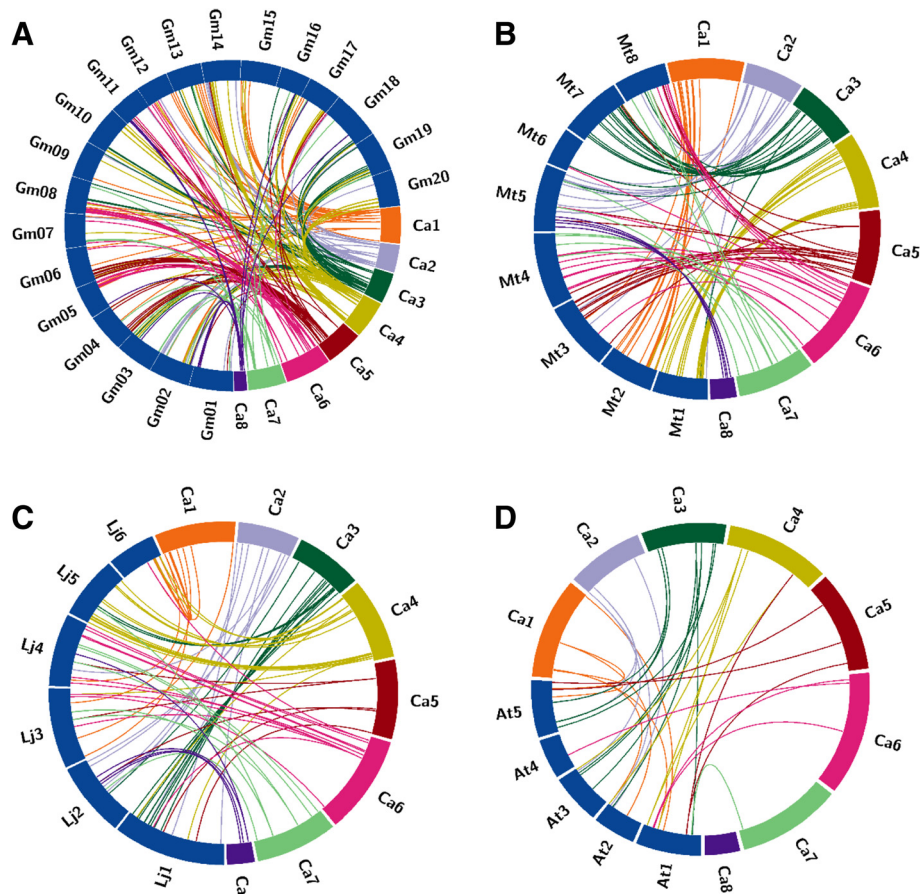 A
Gm01
Gm02
Gm03
Gm04
Gm05
Gm06
Gm07
Gm08
Gm09
Gm10
Gm11
Gm12
Gm13
Gm14
Gm15
Gm16
Gm17
Gm18
Gm19
Gm20
Ca1
Ca2
Ca3
Ca4
Ca5
Ca6
Ca7
Ca8
B
Ca1
Ca2
Ca3
Ca4
Ca5
Ca6
Ca7
Ca8
Mt1
Mt2
Mt3
Mt4
Mt5
Mt6
Mt7
Mt8
C
Ca1
Ca2
Ca3
Ca4
Ca5
Ca6
Ca7
Ca
Lj1
Lj2
Lj3
Lj4
Lj5
Lj6
D
Ca1
Ca2
Ca3
Ca4
Ca5
Ca6
Ca7
Ca8
At1
At2
At3
At4
At5